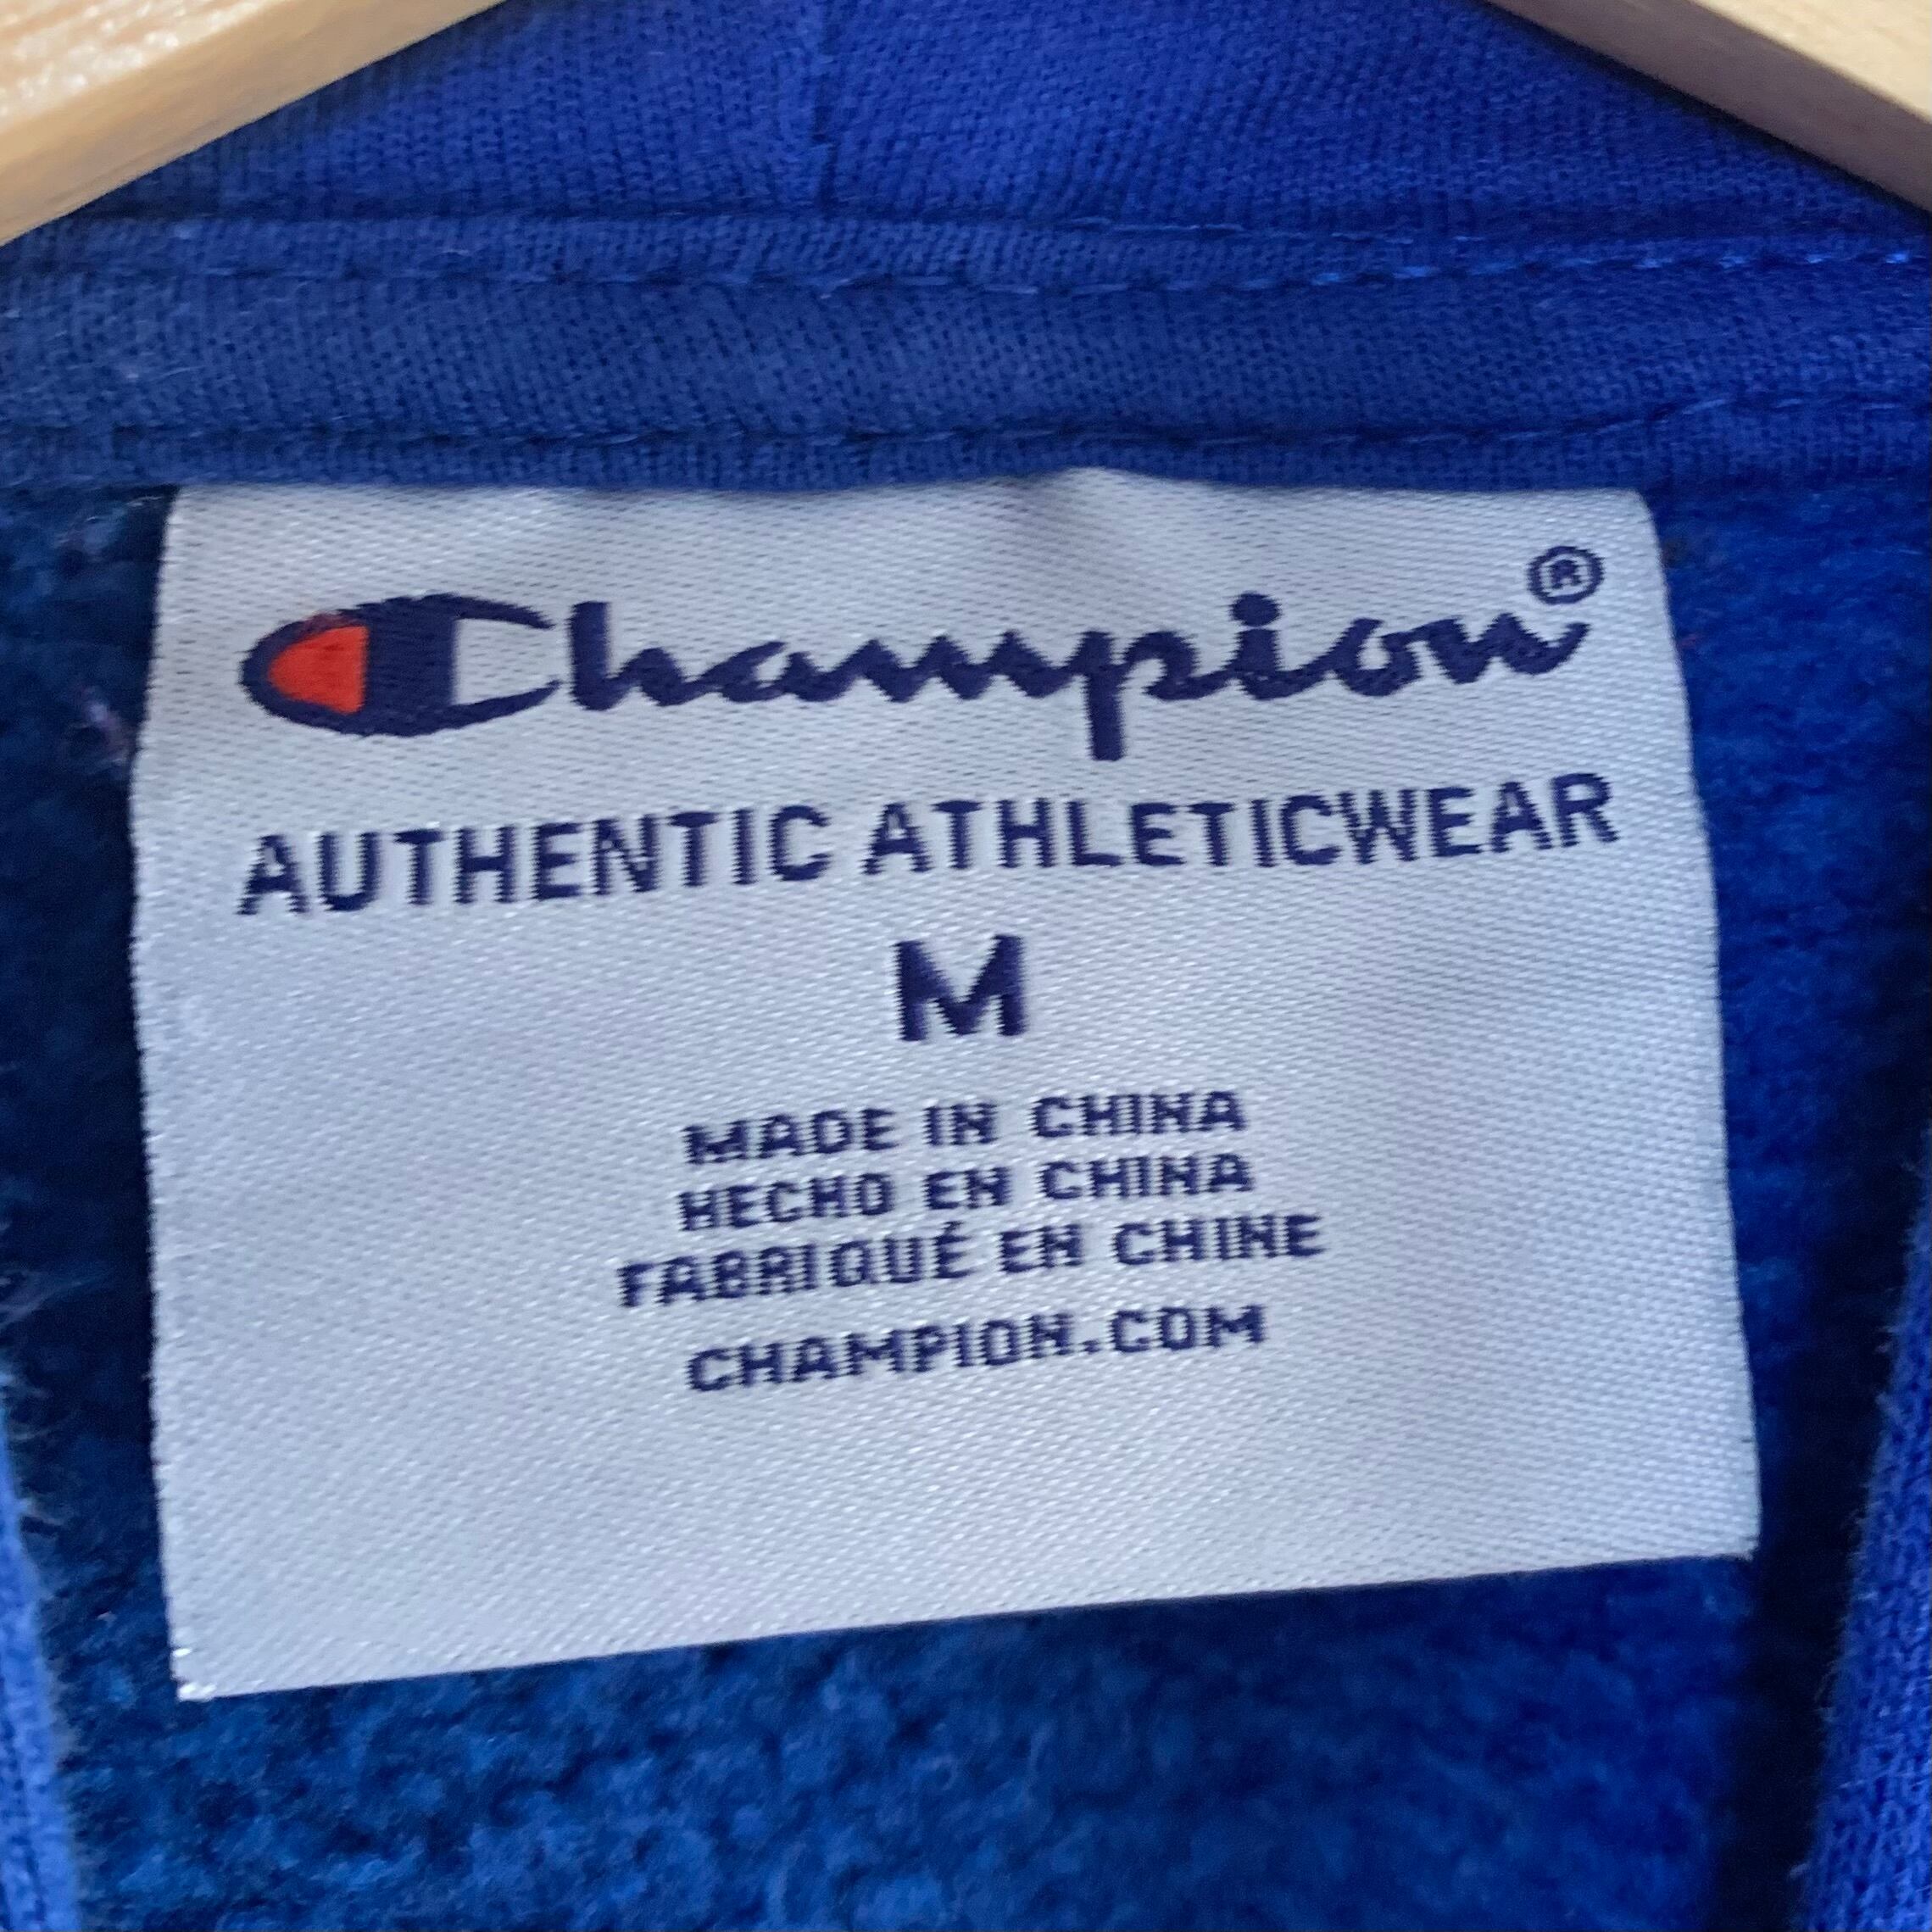 Champion®
AUTHENTIC ATHLETICWEAR
M
MADE IN CHINA
HECHO EN CHINA
FABRIQUÉ EN CHINE
CHAMPION.COM